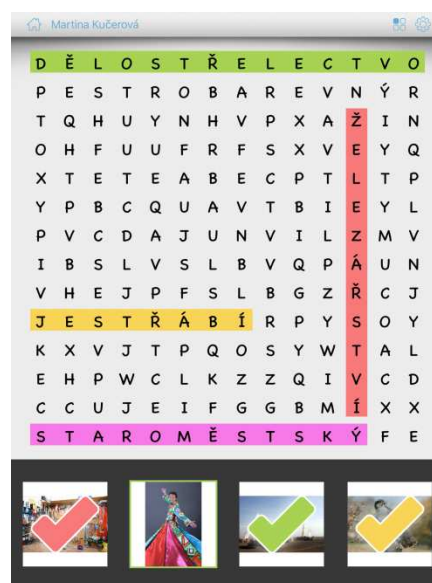 Martina Kučerová
D Ě L O S T Ř E L E C T V O
P E S T R O B A R E V N Ý R
T Q H U Y N H V P X A Ž I N
O H F U U F R F S X V E Y Q
X T E T E A B E C P T L T P
Y P B C Q U A V T B I E Y L
P V C D A J U N V I L Z M V
I B S L V S L B V Q P Á U N
V H E J P F S L B G Z Ř C J
J E S T Ř Á B Í R P Y S O Y
K X V J T P Q O S Y W T A L
E H P W C L K Z Z Q I V C D
C C U J E I F G G B M Í X X
S T A R O M Ě S T S K Ý F E